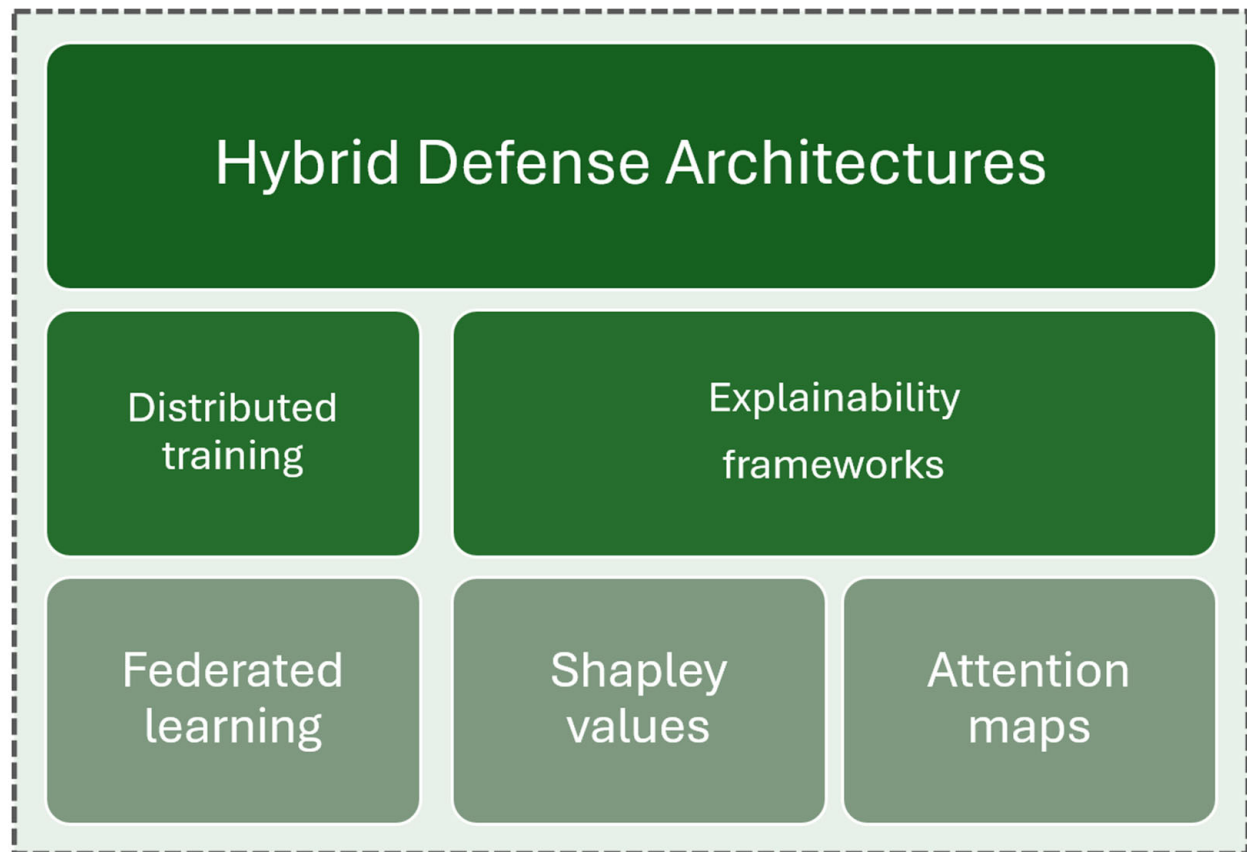 Hybrid Defense Architectures
Distributed
training
Explainability
frameworks
Federated
learning
Shapley
values
Attention
maps